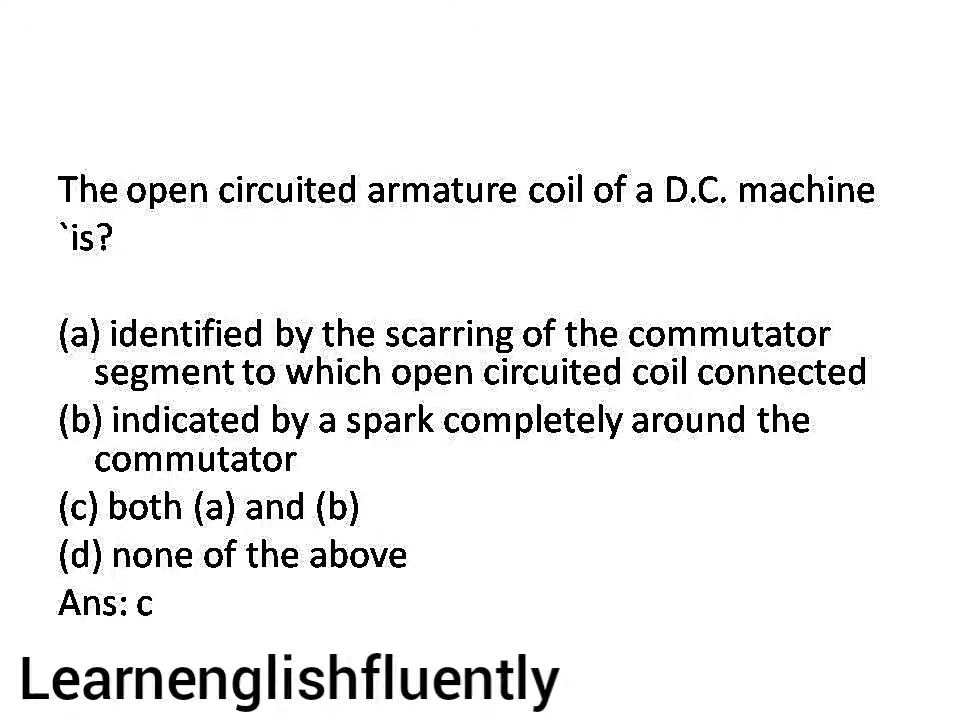 The open circuited armature coil of a D.C. machine
`is?
(a) identified by the scarring of the commutator
segment to which open circuited coil connected
(b) indicated by a spark completely around the
commutator
(c) both (a) and (b)
(d) none of the above
Ans: c
Learnenglishfluently